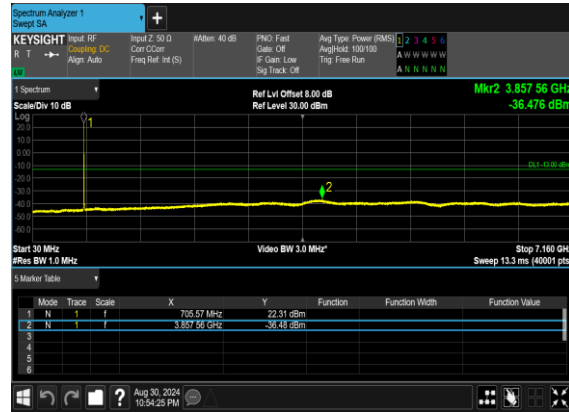 Spectrum Analyzer 1
Swept SA
+
KEYSIGHT Input: RF Input Z: 50 Ω #Atten: 40 dB PNO: Fast Avg Type: Power (RMS) 1 2 3 4 5 6
R T Coupling: DC Corr CCorr Gate: Off Avg|Hold: 100/100 A W W W W W
Align: Auto Freq Ref: Int (S) IF Gain: Low Trig: Free Run
Sig Track: Off A N N N N N
1 Spectrum Ref Lvl Offset 8.00 dB Mkr2 3.857 56 GHz
Scale/Div 10 dB Ref Level 30.00 dBm -36.476 dBm
Log
20.0
10.0
0.00
-10.0
DL1 -13.00 dBm
-20.0
-30.0
-40.0
-50.0
-60.0
1
2
Start 30 MHz Video BW 3.0 MHz* Stop 7.160 GHz
#Res BW 1.0 MHz Sweep 13.3 ms (40001 pts)
5 Marker Table
Mode Trace Scale X Y Function Function Width Function Value
1 N 1 f 705.57 MHz 22.31 dBm
2 N 1 f 3.857 56 GHz -36.48 dBm
3
4
5
6
? Aug 30, 2024
10:54:25 PM